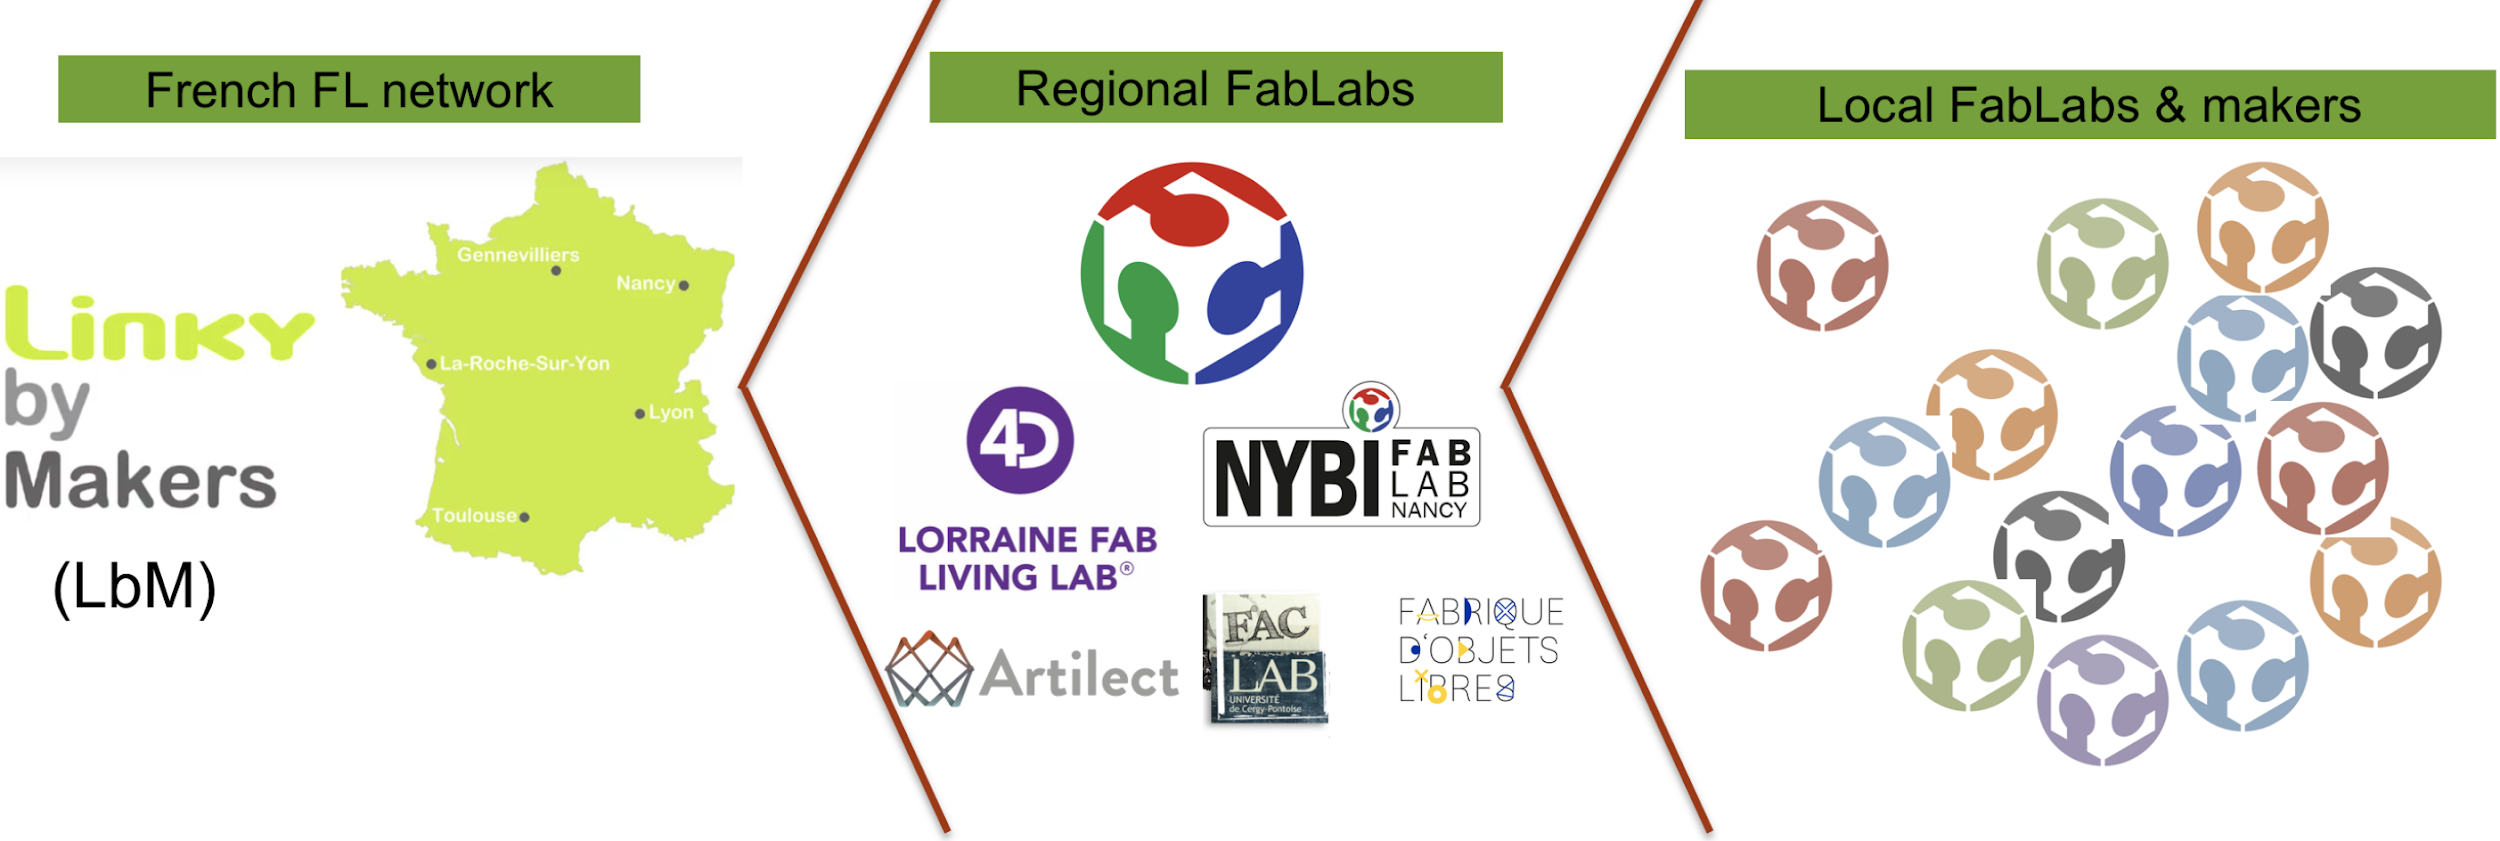 French FL network
Linky
by
Makers
(LbM)
Gennevilliers
Nancy
La-Roche-Sur-Yon
Lyon
Toulouse
Regional FabLabs
4D
LORRAINE FAB
LIVING LAB®
NYBI
FAB
LAB
NANCY
Artilect
FAC
LAB
UNIVERSITÉ
de Cergy-Pontoise
FABRIQUE
D'OBJETS
LIBRES
Local FabLabs & makers